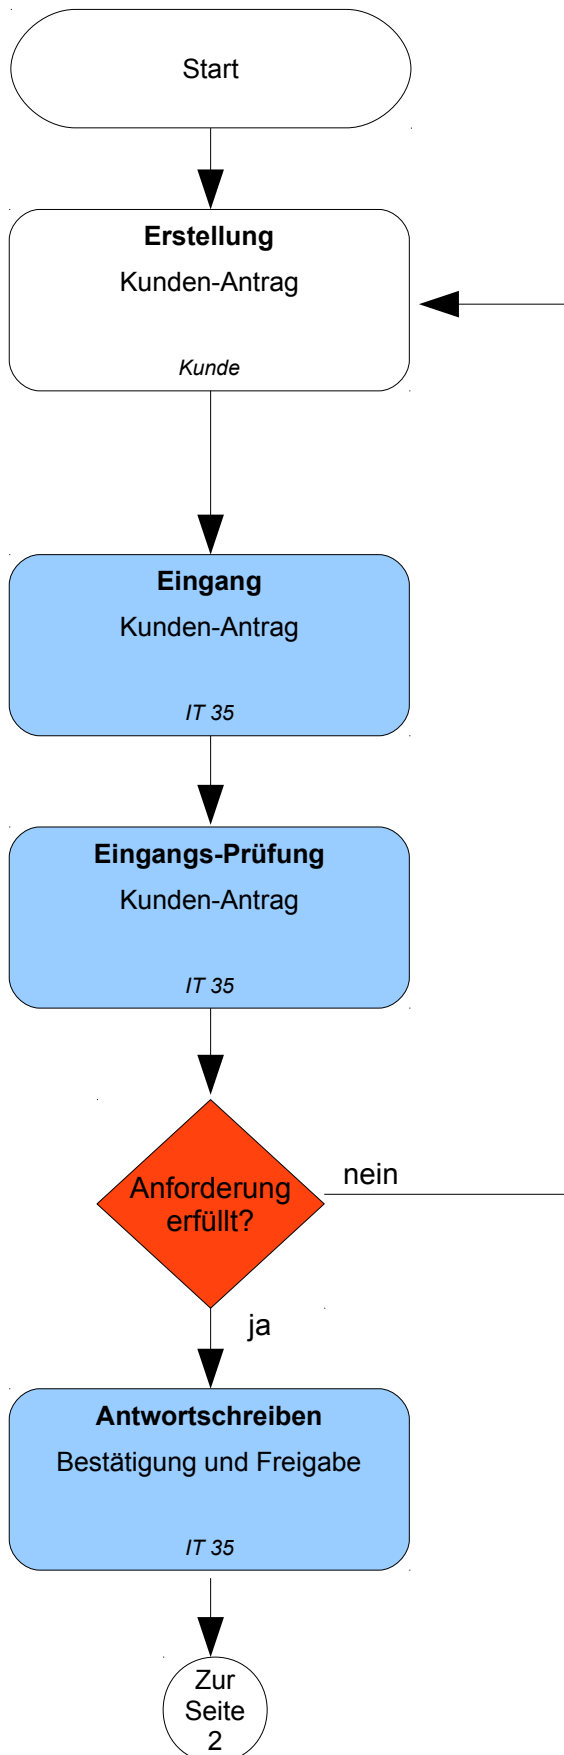 Start
Erstellung
Kunden-Antrag
Kunde
Eingang
Kunden-Antrag
IT 35
Eingangs-Prüfung
Kunden-Antrag
IT 35
nein
Anforderung
erfüllt?
ja
Antwortschreiben
Bestätigung und Freigabe
IT 35
Zur
Seite
2